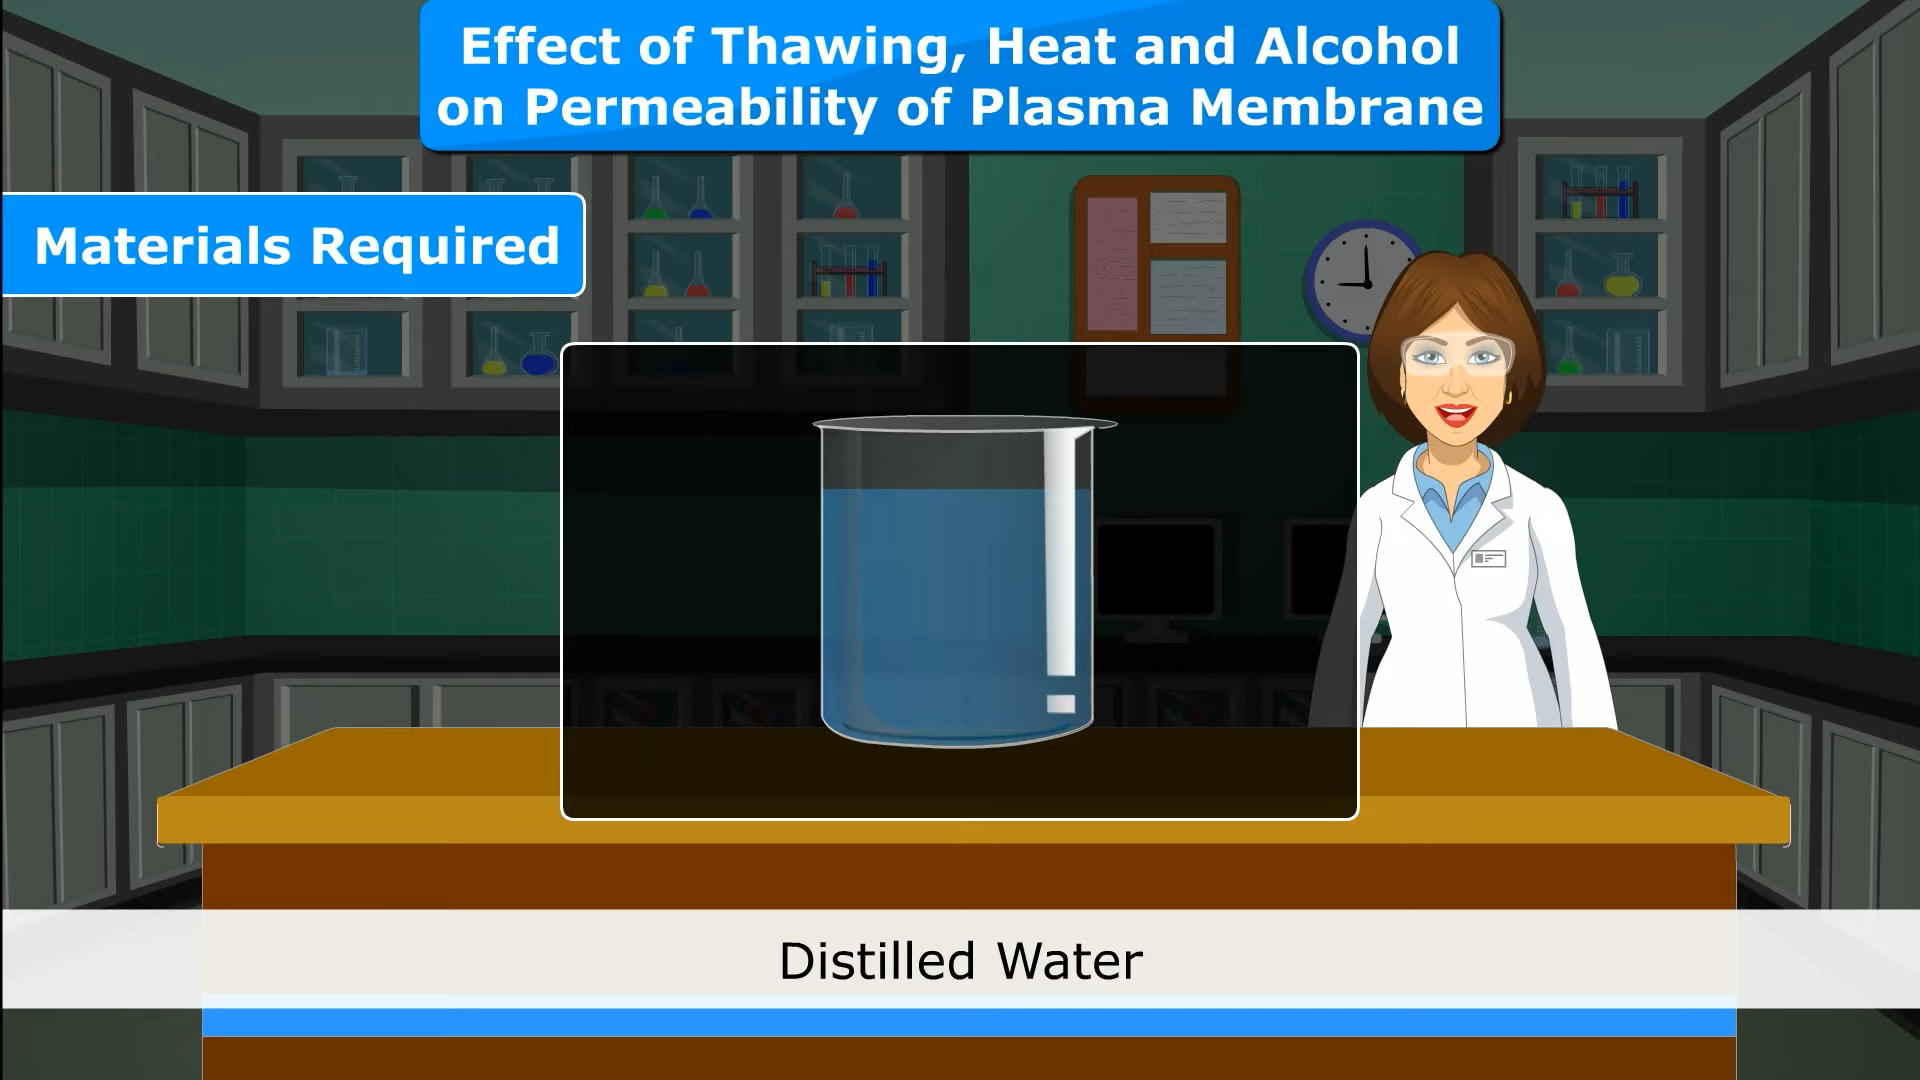 Effect of Thawing, Heat and Alcohol
on Permeability of Plasma Membrane
Materials Required
Distilled Water